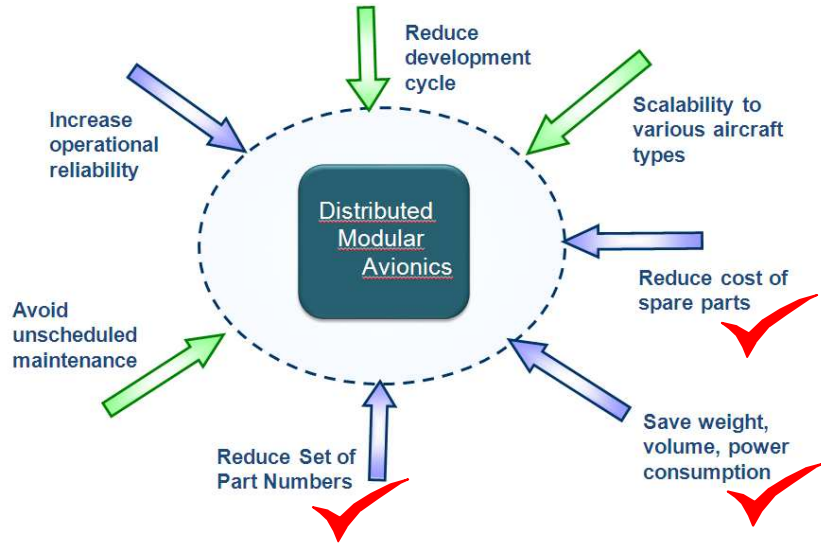 Reduce
development
cycle
Increase
operational
reliability
Scalability to
various aircraft
types
Distributed
Modular
Avionics
Reduce cost of
spare parts
Avoid
unscheduled
maintenance
Save weight,
volume, power
consumption
Reduce Set of
Part Numbers